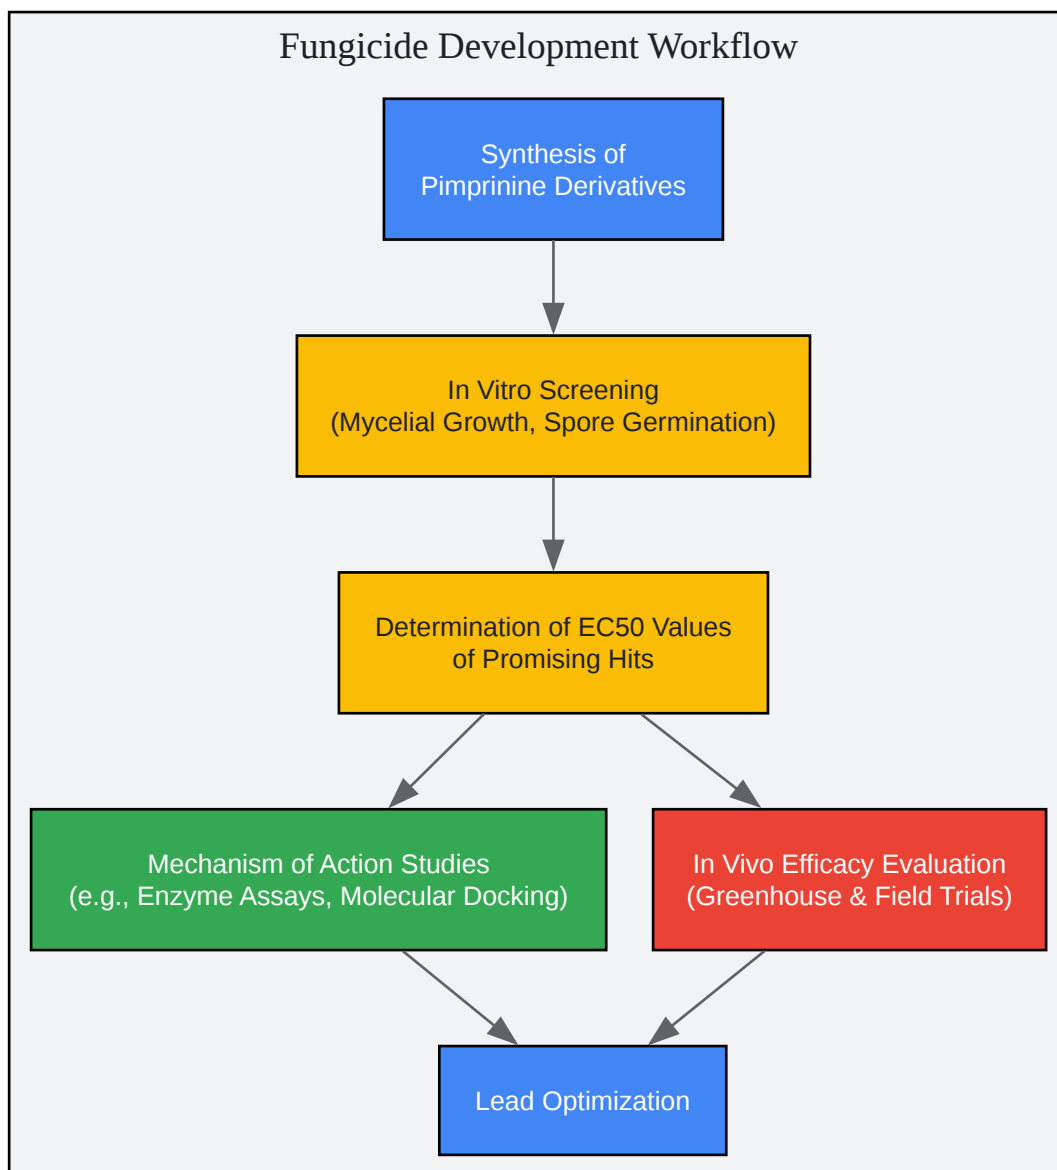 Fungicide Development Workflow
Synthesis of
Pimprinine Derivatives
In Vitro Screening
(Mycelial Growth, Spore Germination)
Determination of EC50 Values
of Promising Hits
Mechanism of Action Studies
(e.g., Enzyme Assays, Molecular Docking)
In Vivo Efficacy Evaluation
(Greenhouse & Field Trials)
Lead Optimization